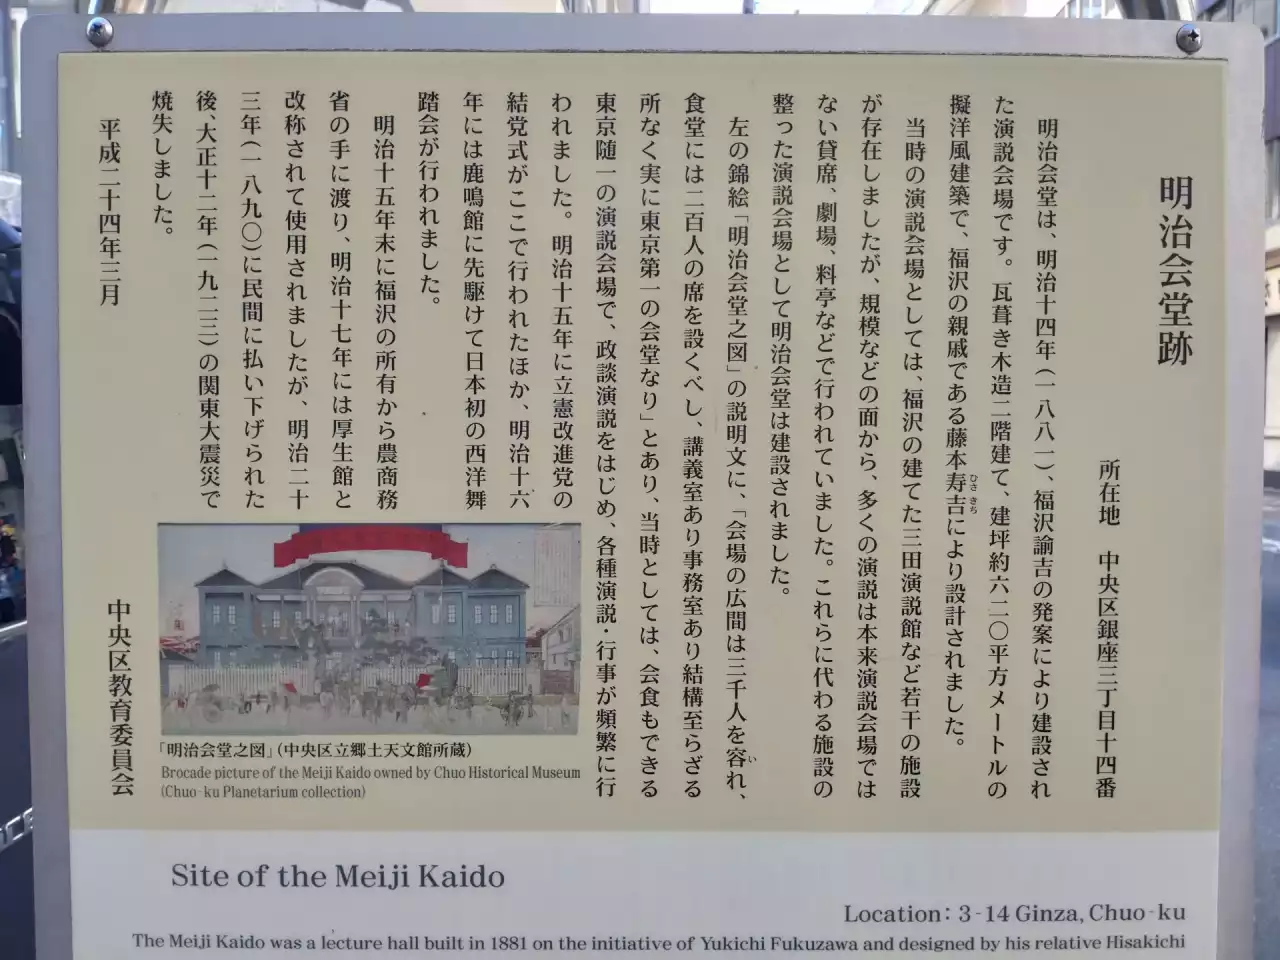 明治会堂跡
所在地　中央区銀座三丁目十四番
明治会堂は、明治十四年(一八八一)、福沢諭吉の発案により建設され
た演説会場です。瓦葺き木造二階建て、建坪約六二〇平方メートルの
擬洋風建築で、福沢の親戚である藤本寿吉により設計されました。
ひさきち
当時の演説会場としては、福沢の建てた三田演説館など若干の施設
が存在しましたが、規模などの面から、多くの演説は本来演説会場では
ない貸席、劇場、料亭などで行われていました。これらに代わる施設の
整った演説会場として明治会堂は建設されました。
左の錦絵「明治会堂之図」の説明文に、「会場の広間は三千人を容れ、
い
食堂には二百人の席を設くべし、講義室あり事務室あり結構至らざる
所なく実に東京第一の会堂なり」とあり、当時としては、会食もできる
東京随一の演説会場で、政談演説をはじめ、各種演説・行事が頻繁に行
われました。明治十五年に立憲改進党の
結党式がここで行われたほか、明治十六
年には鹿鳴館に先駆けて日本初の西洋舞
踏会が行われました。
明治十五年末に福沢の所有から農商務
省の手に渡り、明治十七年には厚生館と
改称されて使用されましたが、明治二十
三年(一八九〇)に民間に払い下げられた
後、大正十二年(一九二三)の関東大震災で
焼失しました。
平成二十四年三月
中央区教育委員会
「明治会堂之図」(中央区立郷土天文館所蔵)
Brocade picture of the Meiji Kaido owned by Chuo Historical Museum
(Chuo-ku Planetarium collection)
Site of the Meiji Kaido
Location: 3-14 Ginza, Chuo-ku
The Meiji Kaido was a lecture hall built in 1881 on the initiative of Yukichi Fukuzawa and designed by his relative Hisakichi